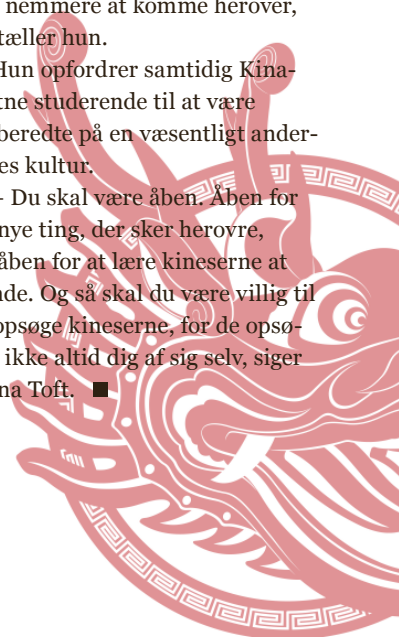 nemmere at komme herover,
tæller hun.
Hun opfordrer samtidig Kina-
tne studerende til at være
beredte på en væsentligt ander-
es kultur.
– Du skal være åben. Åben for
nye ting, der sker herovre,
åben for at lære kineserne at
nde. Og så skal du være villig til
opsøge kineserne, for de opsø-
ikke altid dig af sig selv, siger
na Toft. ■